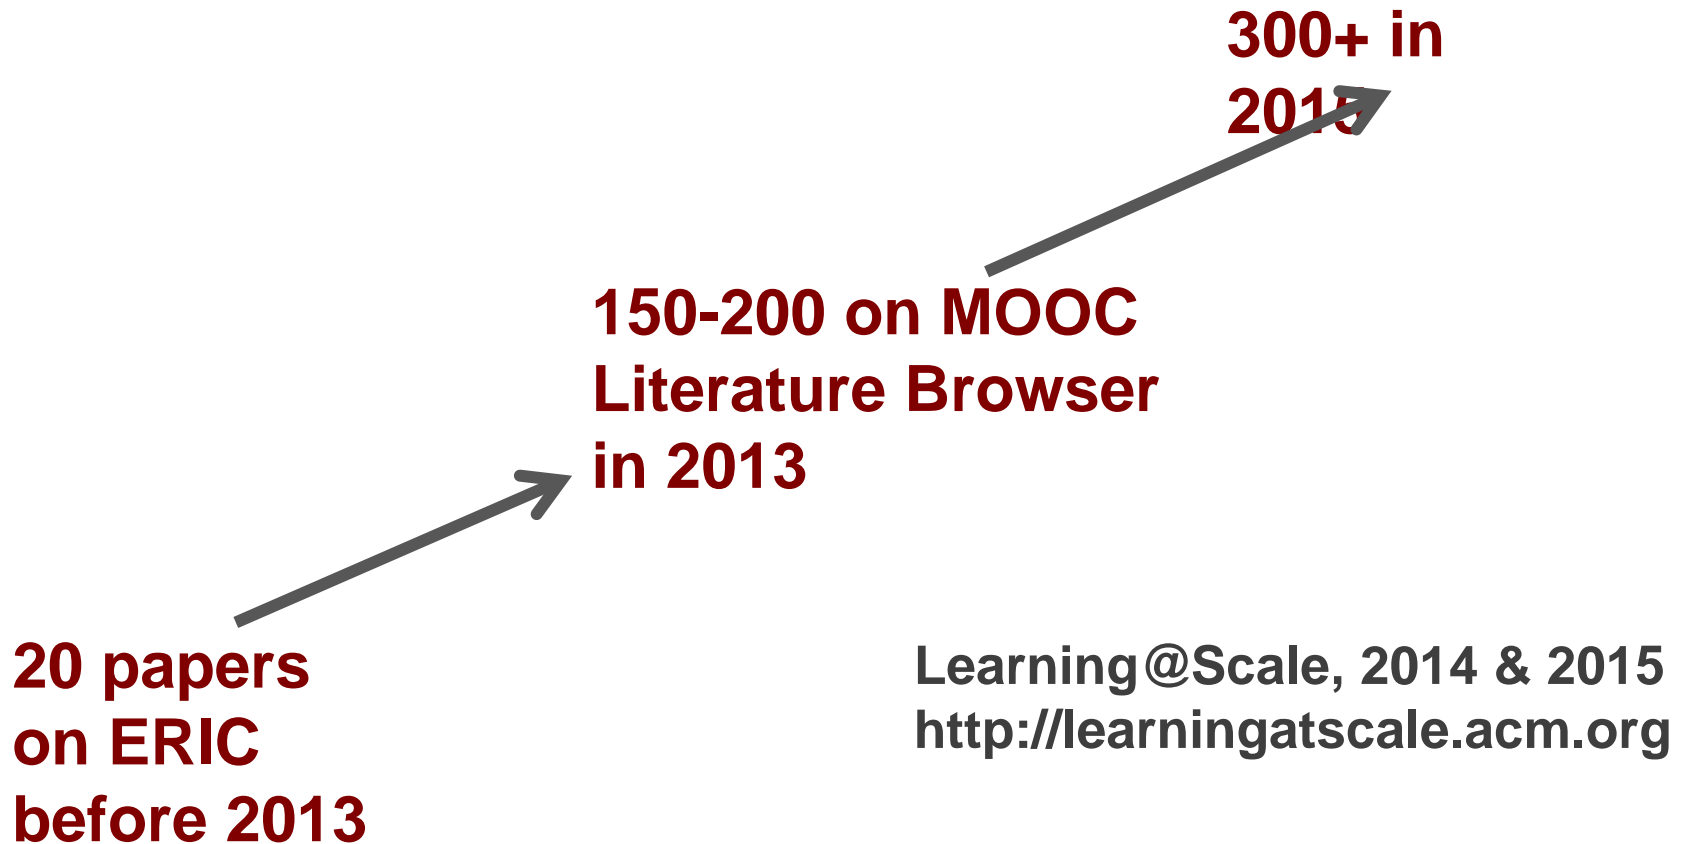 300+ in
2015
150-200 on MOOC
Literature Browser
in 2013
20 papers
on ERIC
before 2013
Learning@Scale, 2014 & 2015
http://learningatscale.acm.org